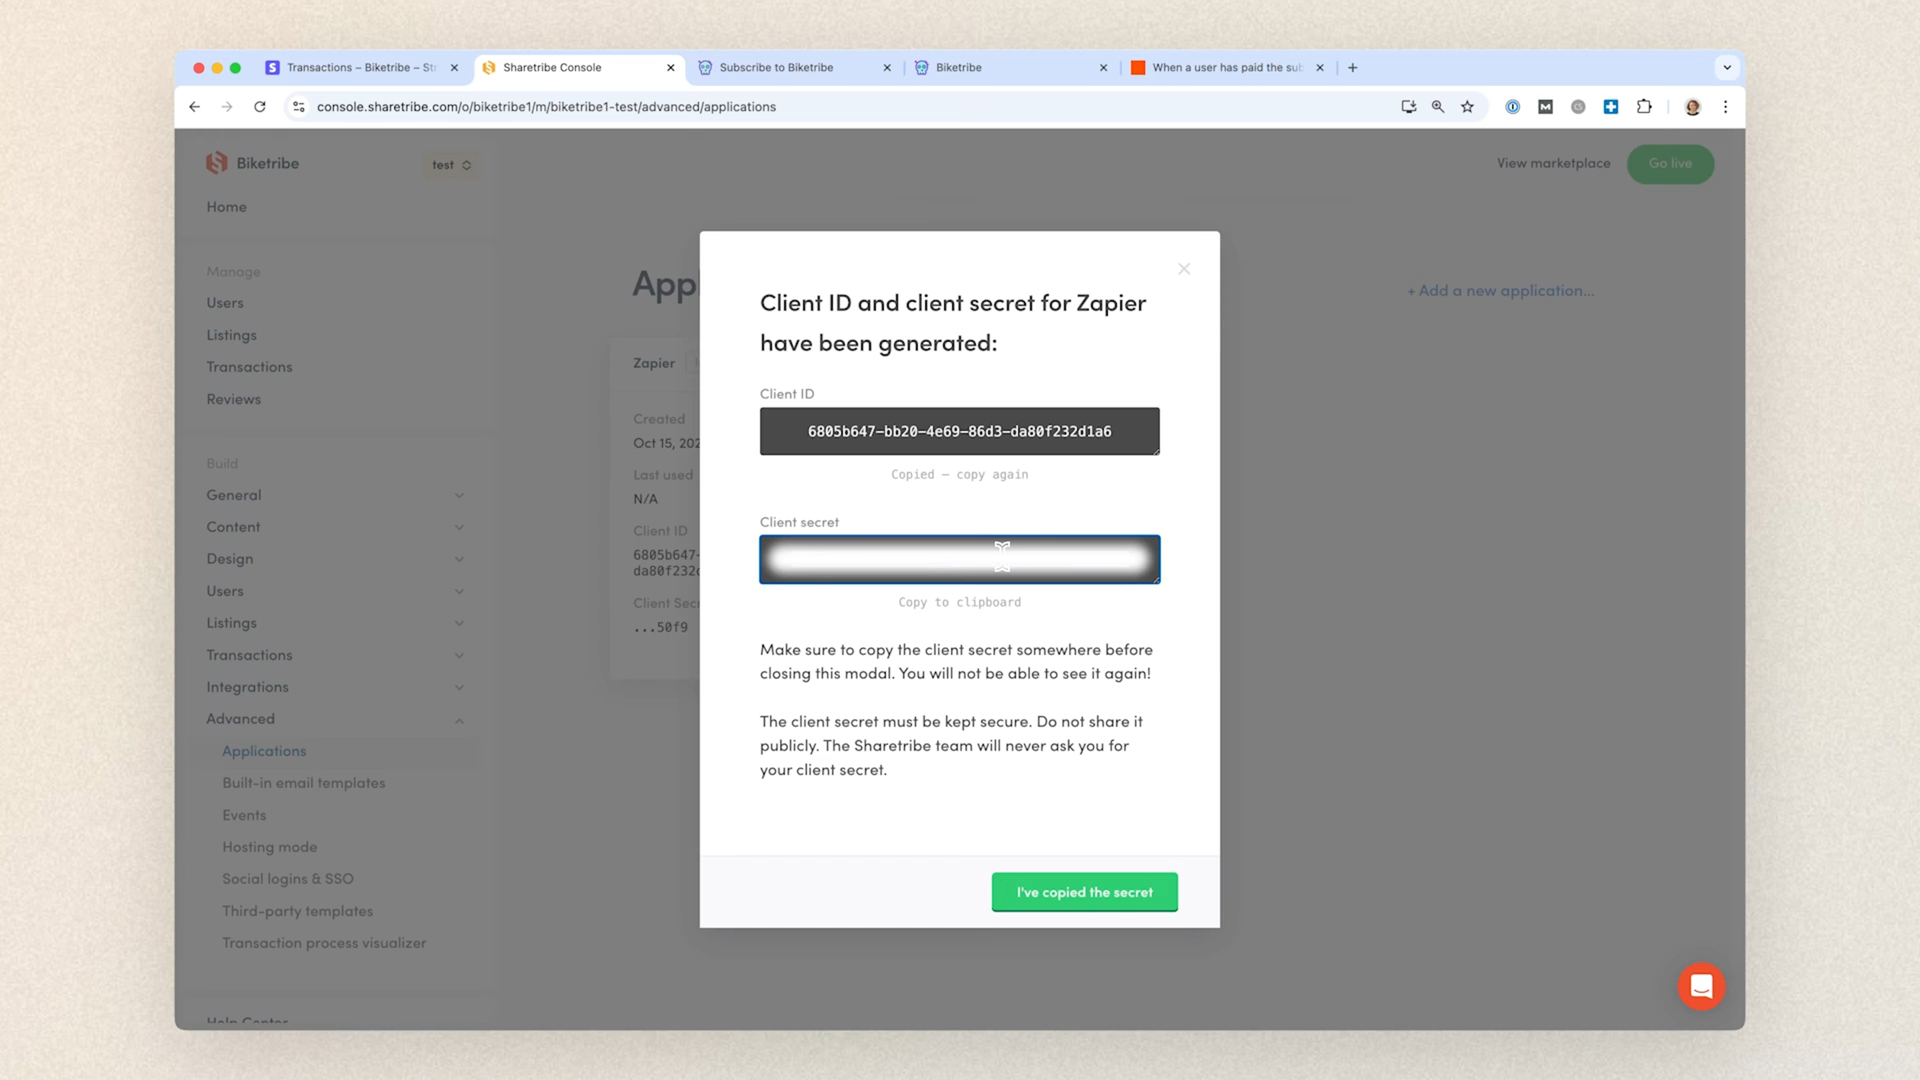 Transactions – Biketribe – Str
Sharetribe Console
Subscribe to Biketribe
Biketribe
When a user has paid the sub
console.sharetribe.com/o/biketribe1/m/biketribe1-test/advanced/applications
Biketribe
test
View marketplace
Go live
Home
Manage
Users
Listings
Transactions
Reviews
Build
General
Content
Design
Users
Listings
Transactions
Integrations
Advanced
Applications
Built-in email templates
Events
Hosting mode
Social logins & SSO
Third-party templates
Transaction process visualizer
Help Center
Appl
+ Add a new application...
Zapier
Created
Oct 15, 202
Last used
N/A
Client ID
6805b647-
da80f232d
Client Secr
...50f9
Client ID and client secret for Zapier
have been generated:
Client ID
6805b647-bb20-4e69-86d3-da80f232d1a6
Copied – copy again
Client secret
Copy to clipboard
Make sure to copy the client secret somewhere before
closing this modal. You will not be able to see it again!
The client secret must be kept secure. Do not share it
publicly. The Sharetribe team will never ask you for
your client secret.
I've copied the secret